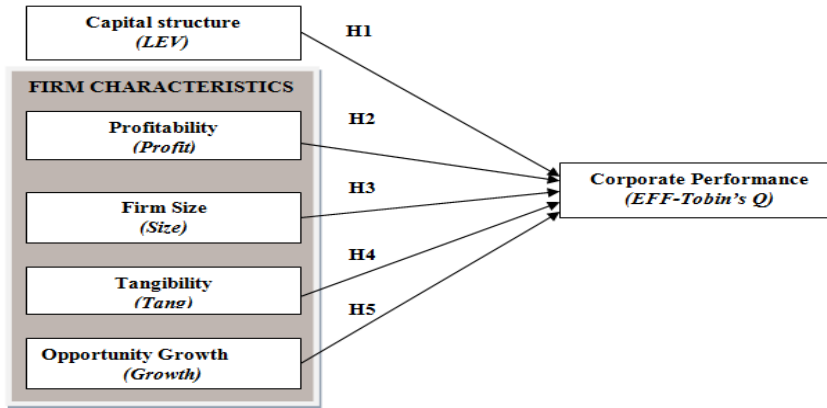 Capital structure
(LEV)
H1
FIRM CHARACTERISTICS
Profitability
(Profit)
H2
Firm Size
(Size)
H3
Corporate Performance
(EFF-Tobin's Q)
Tangibility
(Tang)
H4
Opportunity Growth
(Growth)
H5